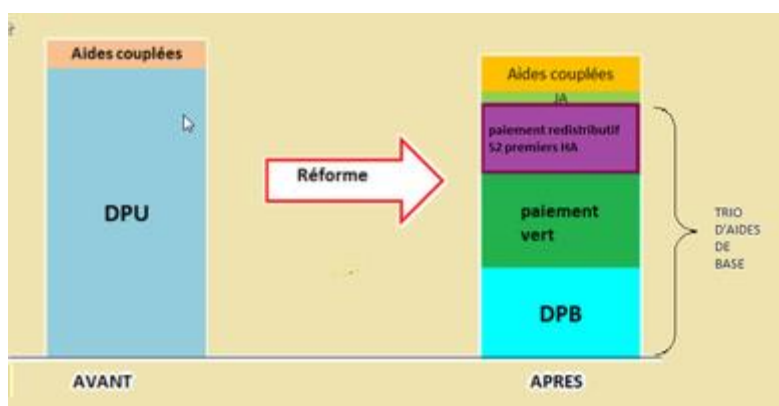 Aides couplées
DPU
AVANT
Réforme
Aides couplées
JA
paiement redistributif
52 premiers HA
paiement
vert
DPB
APRES
TRIO
D'AIDES
DE
BASE